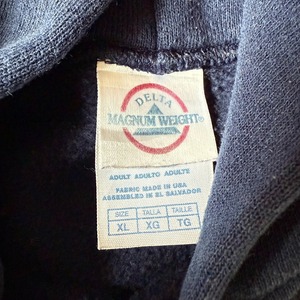 DELTA
MAGNUM WEIGHT®
ADULT ADULTO ADULTE
FABRIC MADE IN USA
ASSEMBLED IN EL SALVADOR
SIZE TALLA TAILLE
XL XG TG